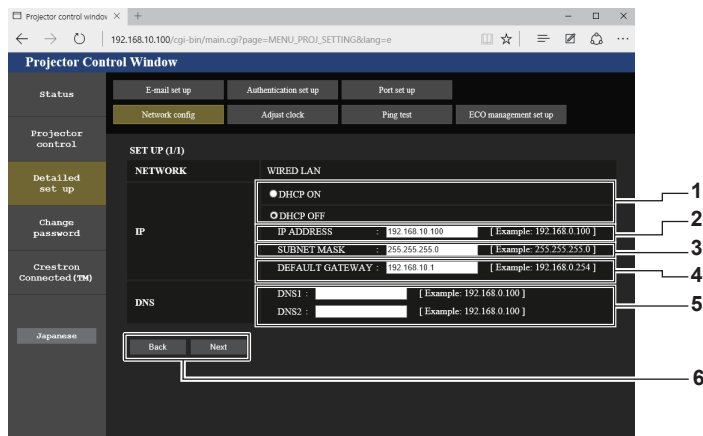 Projector control window
192.168.10.100/cgi-bin/main.cgi?page=MENU_PROJ_SETTING&lang=e
Projector Control Window
Status
E-mail set up
Authentication set up
Port set up
Network config
Adjust clock
Ping test
ECO management set up
Projector
control
Detailed
set up
Change
password
Crestron
Connected(TM)
Japanese
SET UP (1/1)
NETWORK WIRED LAN
IP
DHCP ON
DHCP OFF
IP ADDRESS : 192.168.10.100 [ Example: 192.168.0.100 ]
SUBNET MASK : 255.255.255.0 [ Example: 255.255.255.0 ]
DEFAULT GATEWAY : 192.168.10.1 [ Example: 192.168.0.254 ]
DNS
DNS1 : [ Example: 192.168.0.100 ]
DNS2 : [ Example: 192.168.0.100 ]
Back Next
1
2
3
4
5
6